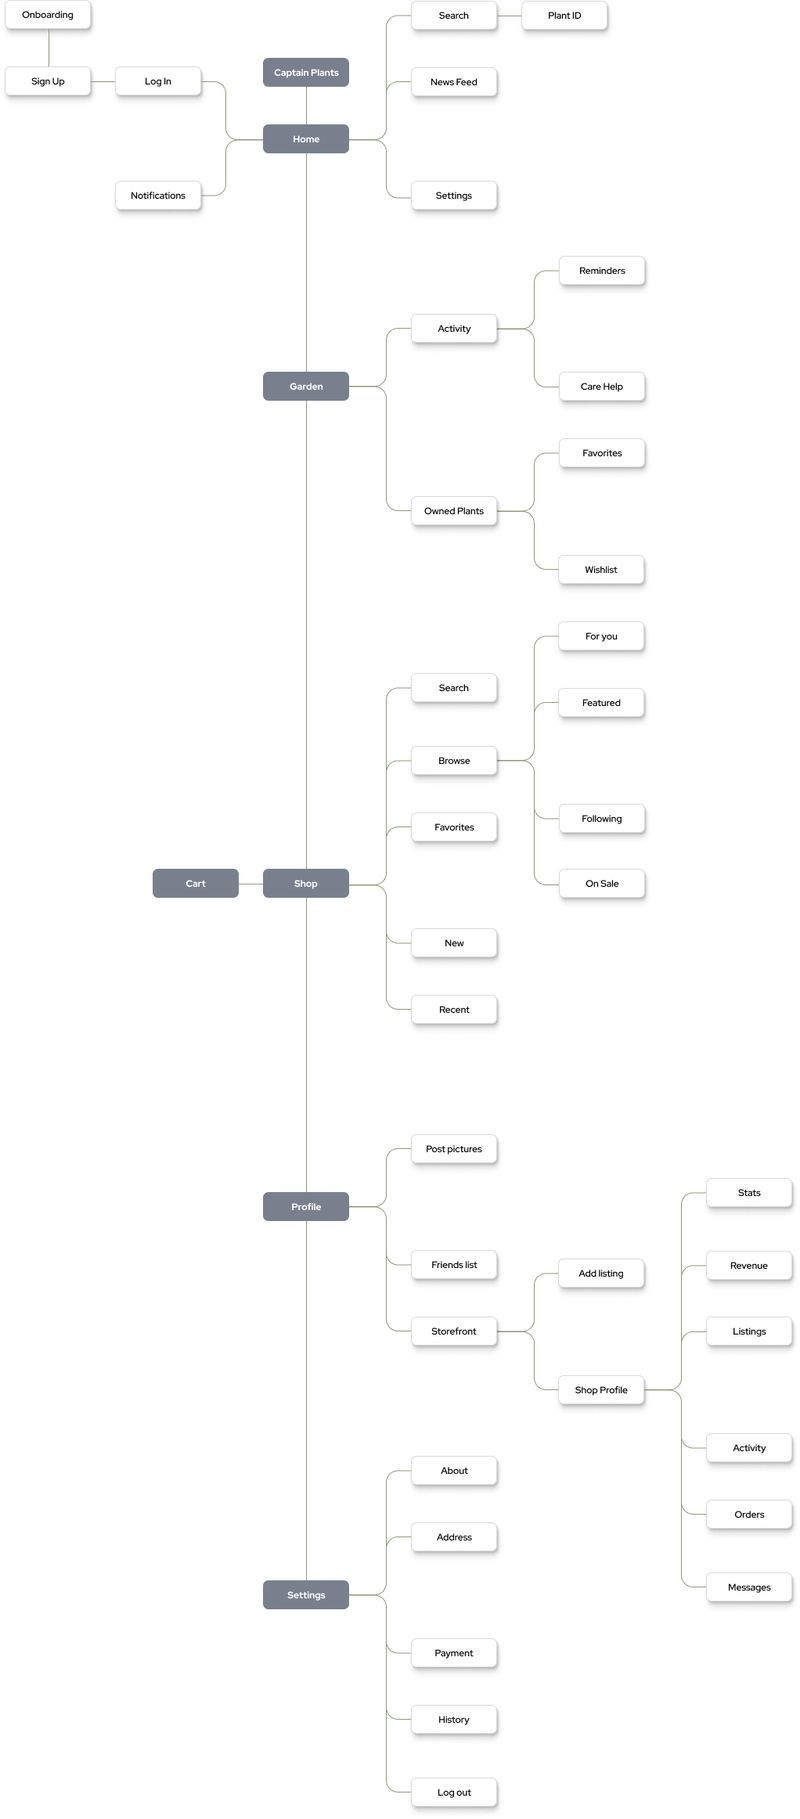 Onboarding
Search
Plant ID
Captain Plants
Sign Up
Log In
News Feed
Home
Notifications
Settings
Reminders
Activity
Garden
Care Help
Favorites
Owned Plants
Wishlist
For you
Search
Featured
Browse
Following
Favorites
Cart
Shop
On Sale
New
Recent
Post pictures
Stats
Profile
Friends list
Revenue
Add listing
Storefront
Listings
Shop Profile
Activity
About
Orders
Address
Messages
Settings
Payment
History
Log out